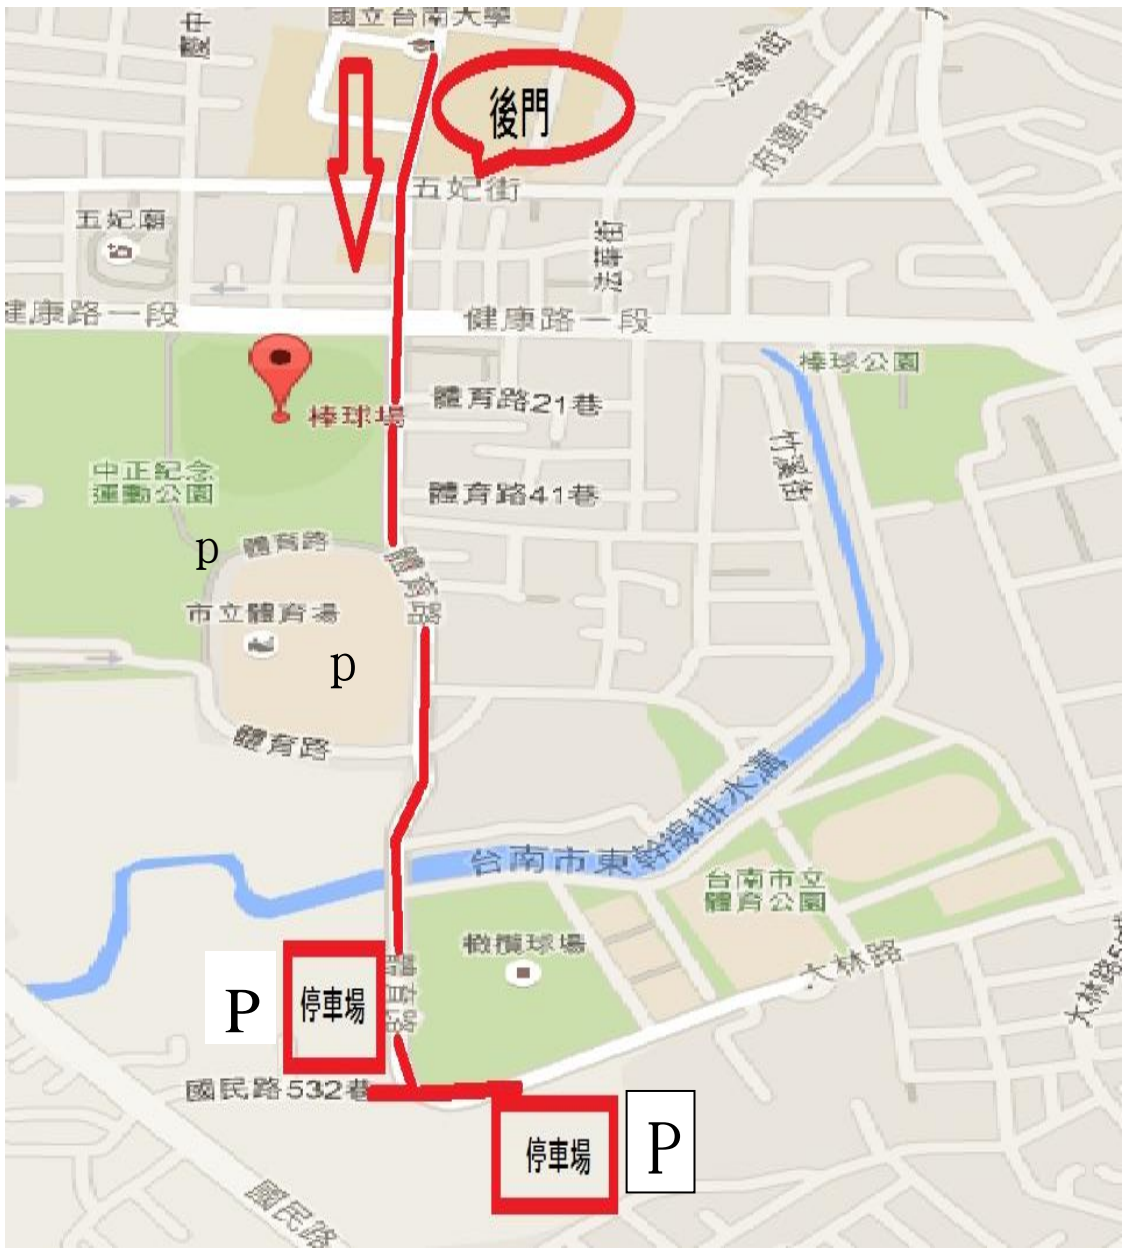 國立台南大學
慶中
法華街
後門
府連路
五妃街
五妃廟
法華街
健康路一段
健康路一段
棒球公園
體育路21巷
棒球場
竹溪街
中正紀念
運動公園
體育路41巷
p
體育路
體育路
市立體育場
p
體育路
台南市東幹線排水溝
台南市立
體育公園
橄欖球場
大林路
體育路
P
停車場
國民路532巷
停車場
P
國民路